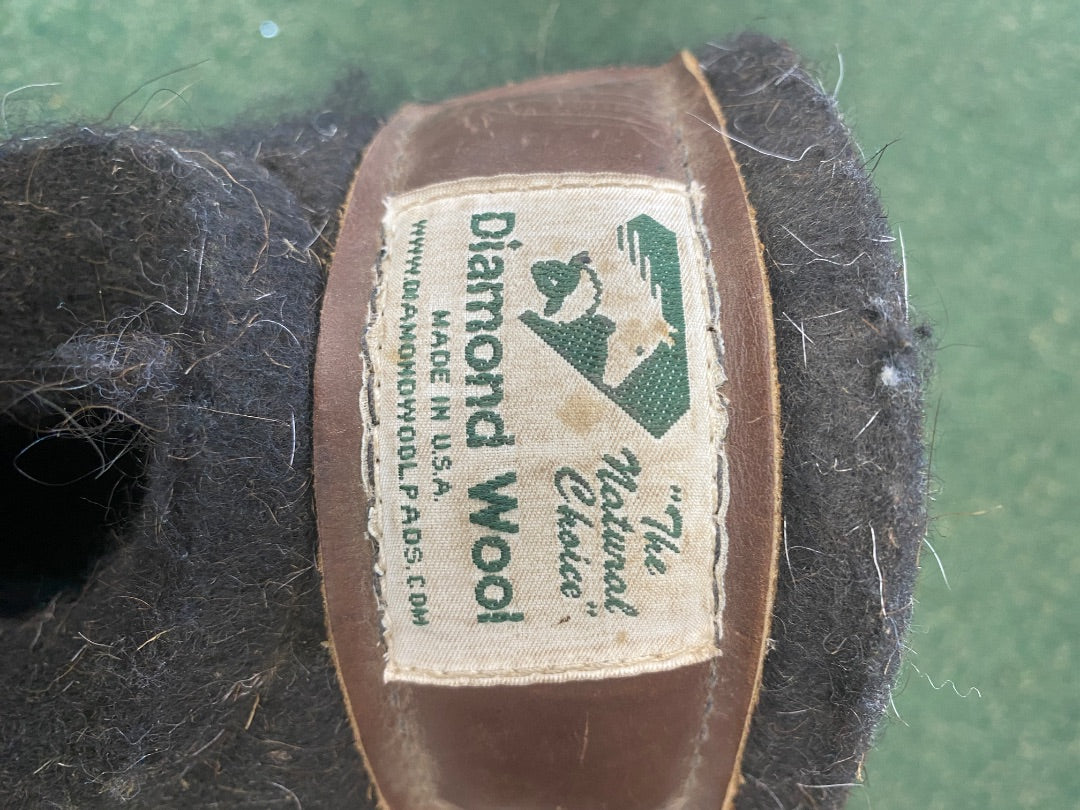 "The
Natural
Choice"
Diamond Wool
MADE IN U.S.A.
WWW.DIAMONDWOOLPADS.COM